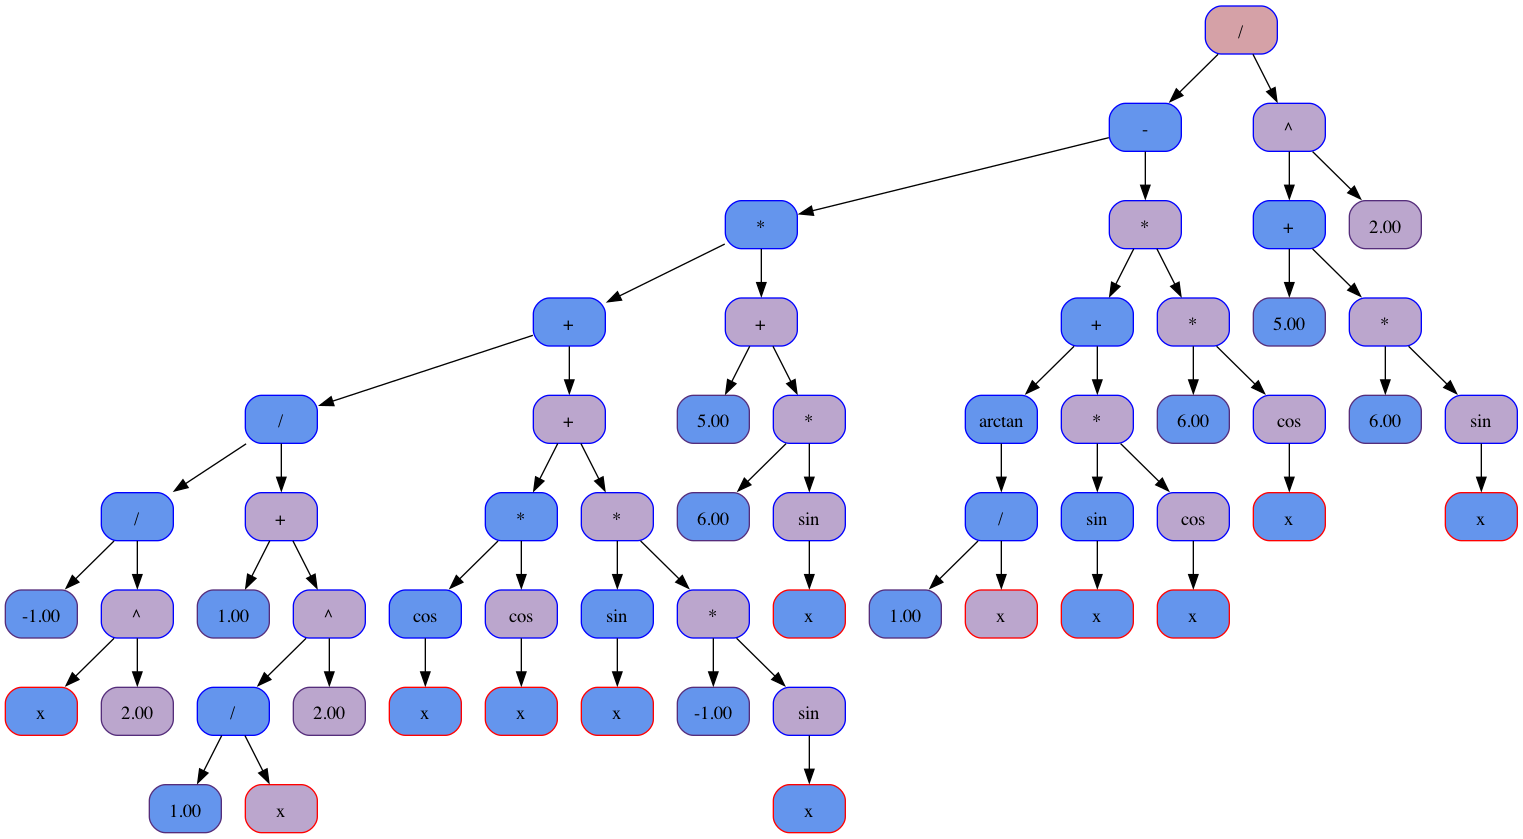 /
- ^
* * + 2.00
+ + + * 5.00 *
/ + 5.00 * arctan * 6.00 cos 6.00 sin
/ + * * 6.00 sin / sin cos x x
-1.00 ^ 1.00 ^ cos cos sin * x 1.00 x x x
x 2.00 / 2.00 x x x -1.00 sin
1.00 x x